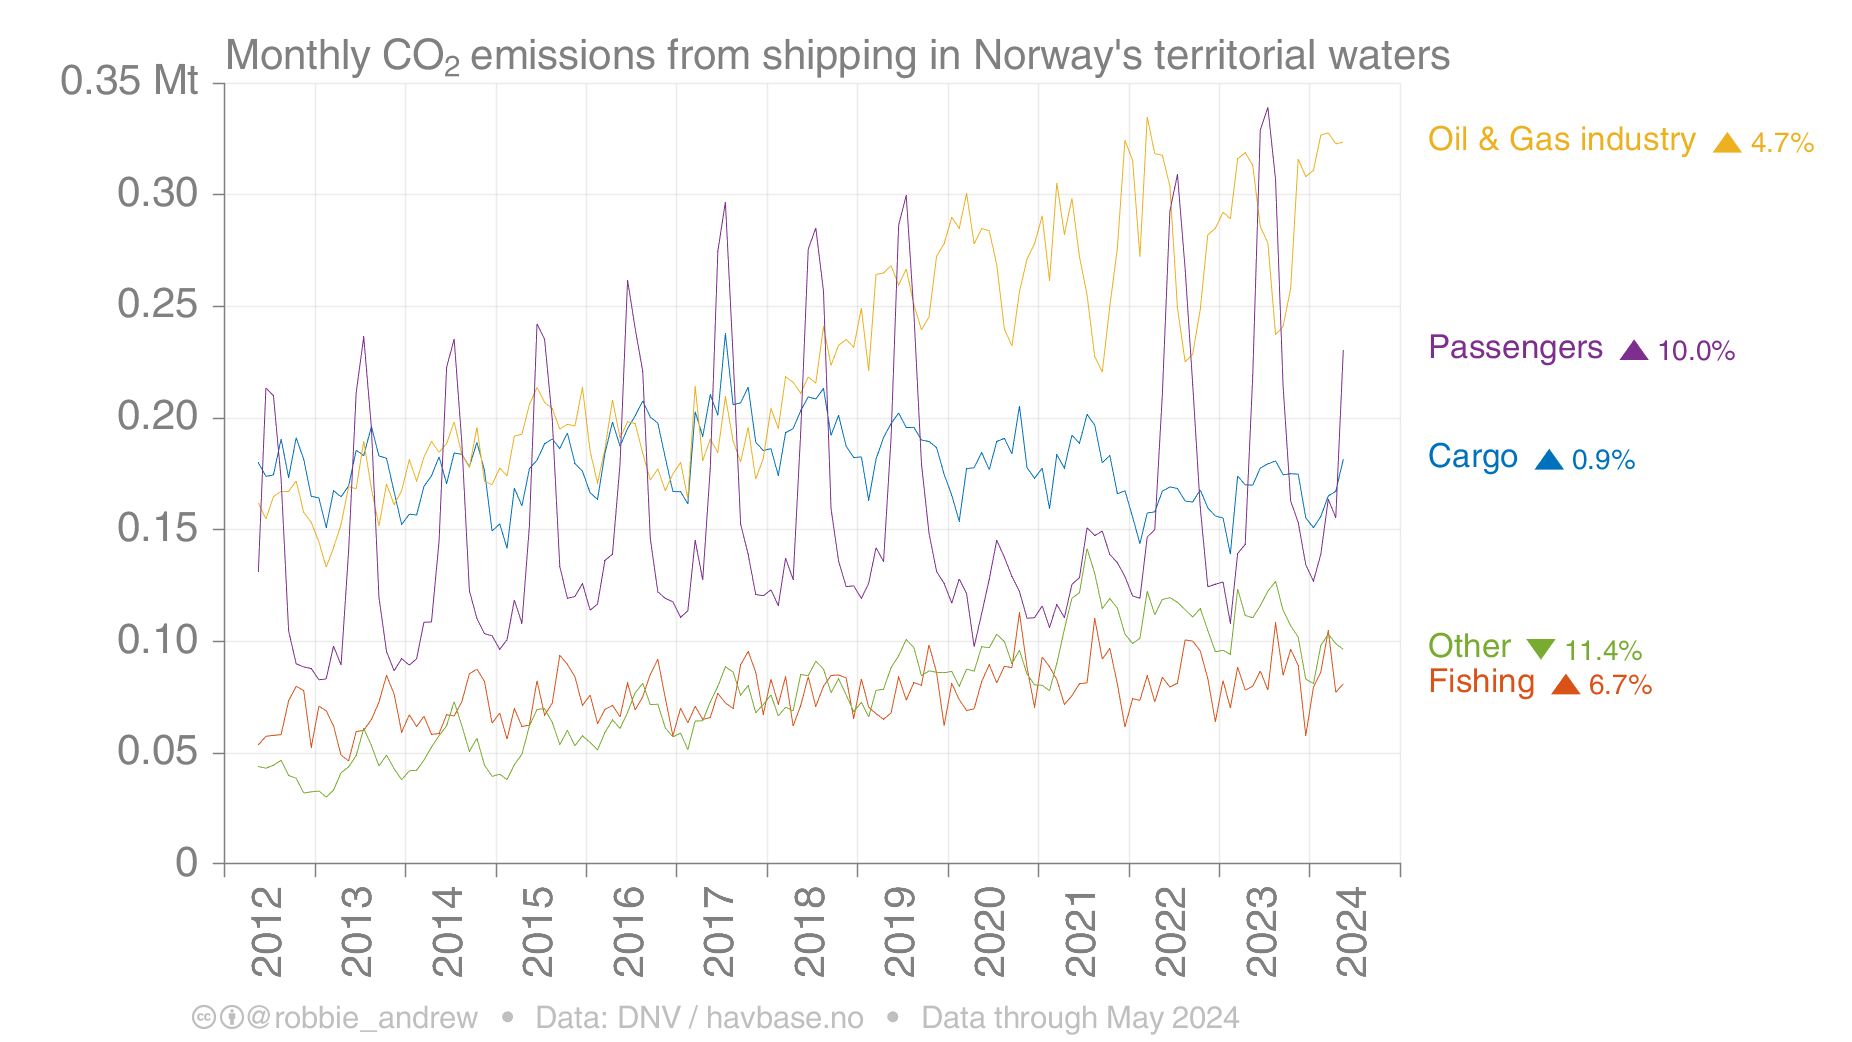 Monthly CO₂ emissions from shipping in Norway's territorial waters
0.35 Mt
0.30
0.25
0.20
0.15
0.10
0.05
0
2012
2013
2014
2015
2016
2017
2018
2019
2020
2021
2022
2023
2024
Oil & Gas industry ▲ 4.7%
Passengers ▲ 10.0%
Cargo ▲ 0.9%
Other ▼ 11.4%
Fishing ▲ 6.7%
@robbie_andrew • Data: DNV / havbase.no • Data through May 2024